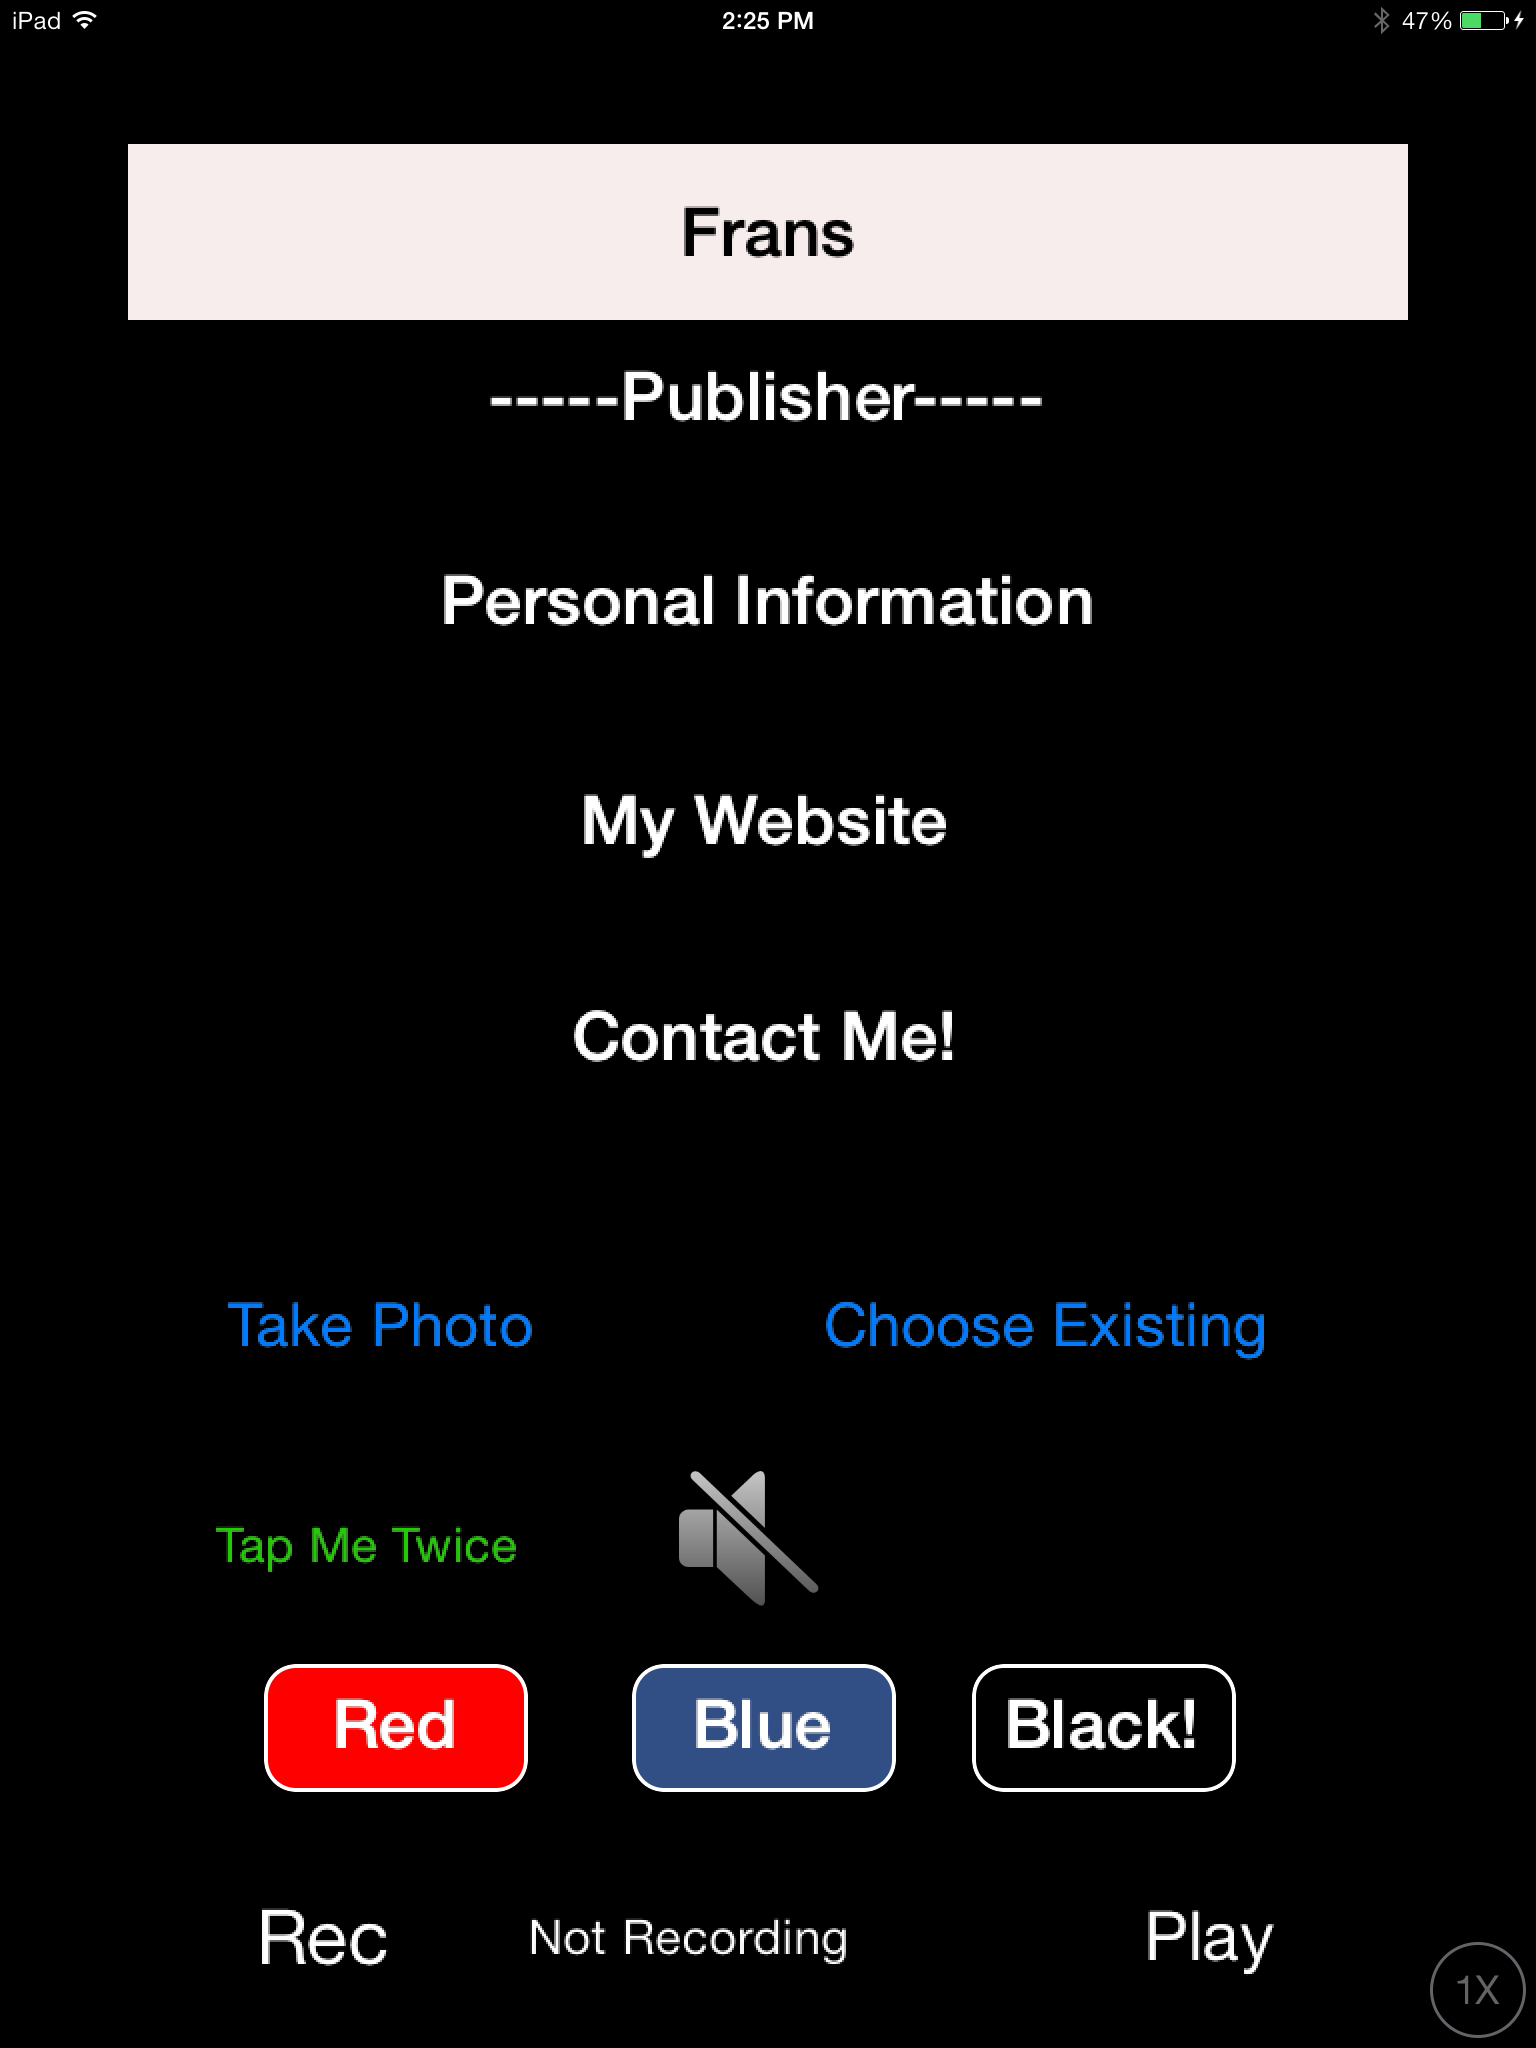 iPad 2:25 PM 47%
Frans
-----Publisher-----
Personal Information
My Website
Contact Me!
Take Photo Choose Existing
Tap Me Twice
Red Blue Black!
Rec Not Recording Play
1X